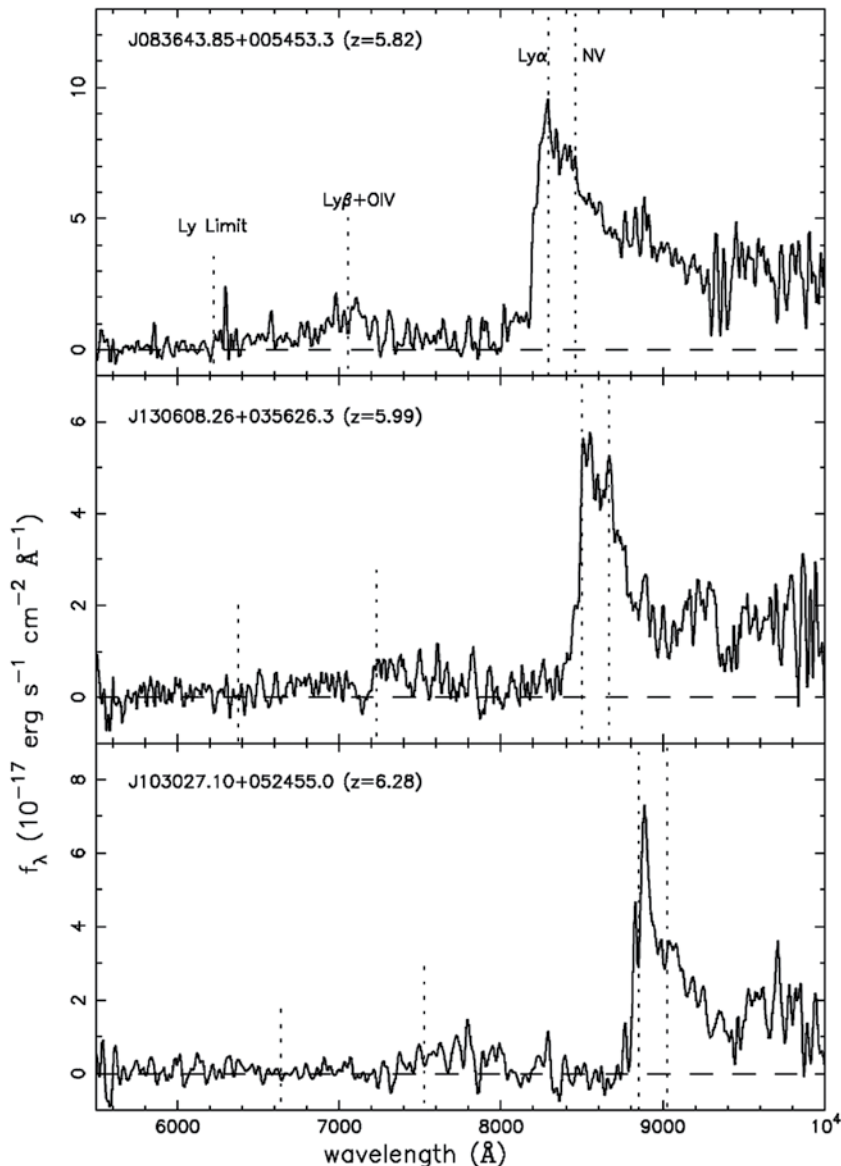 J083643.85+005453.3 (z=5.82)
Lyα
NV
Lyβ+OIV
Ly Limit
10
5
0
J130608.26+035626.3 (z=5.99)
6
4
2
0
J103027.10+052455.0 (z=6.28)
8
6
4
2
0
f_λ (10⁻¹⁷ erg s⁻¹ cm⁻² Å⁻¹)
6000 7000 8000 9000 10⁴
wavelength (Å)